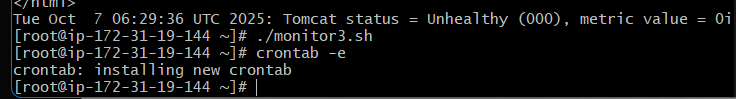 </html>
Tue Oct  7 06:29:36 UTC 2025: Tomcat status = Unhealthy (000), metric value = 0
[root@ip-172-31-19-144 ~]# ./monitor3.sh
[root@ip-172-31-19-144 ~]# crontab -e
crontab: installing new crontab
[root@ip-172-31-19-144 ~]#